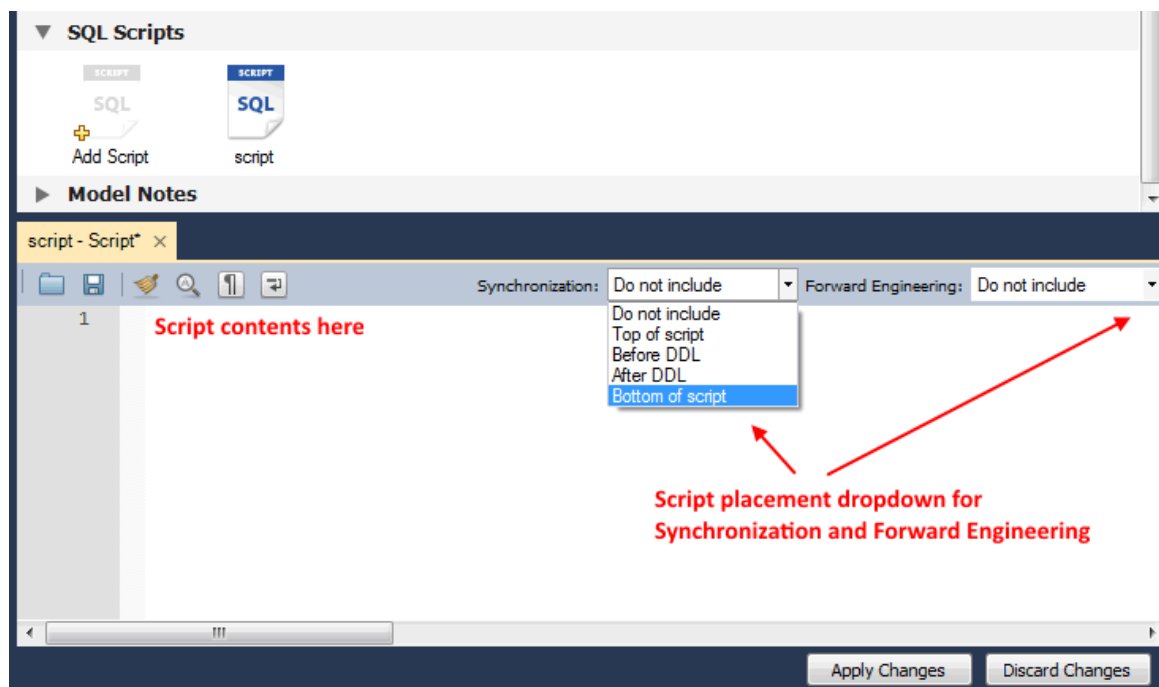 SQL Scripts
SCRIPT
SCRIPT
SQL
SQL
Add Script
script
Model Notes
script - Script*
Synchronization: Do not include Forward Engineering: Do not include
1
Script contents here
Do not include
Top of script
Before DDL
After DDL
Bottom of script
Script placement dropdown for
Synchronization and Forward Engineering
Apply Changes
Discard Changes